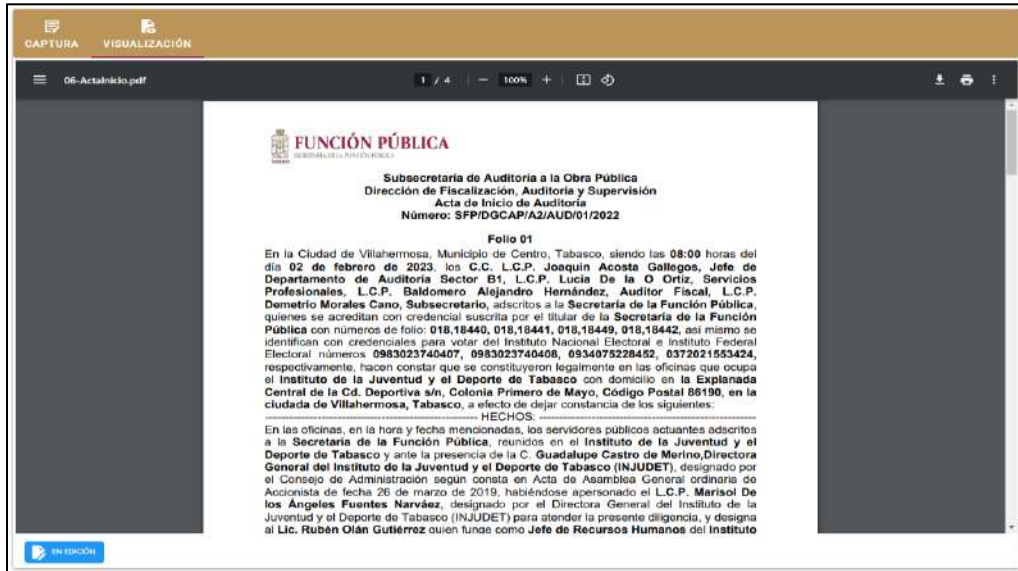 CAPTURA VISUALIZACIÓN
06-ActaInicio.pdf 1 / 4 100%
FUNCIÓN PÚBLICA
SECRETARÍA DE LA FUNCIÓN PÚBLICA
Subsecretaría de Auditoría a la Obra Pública
Dirección de Fiscalización, Auditoría y Supervisión
Acta de Inicio de Auditoría
Número: SFP/DGCAP/A2/AUD/01/2022
Folio 01
En la Ciudad de Villahermosa, Municipio de Centro, Tabasco, siendo las 08:00 horas del
día 02 de febrero de 2023, los C.C. L.C.P. Joaquin Acosta Gallegos, Jefe de
Departamento de Auditoría Sector B1, L.C.P. Lucia De la O Ortiz, Servicios
Profesionales, L.C.P. Baldomero Alejandro Hernández, Auditor Fiscal, L.C.P.
Demetrio Morales Cano, Subsecretario, adscritos a la Secretaría de la Función Pública,
quienes se acreditan con credencial suscrita por el titular de la Secretaría de la Función
Pública con números de folio: 018,18440, 018,18441, 018,18449, 018,18442, así mismo se
identifican con credenciales para votar del Instituto Nacional Electoral e Instituto Federal
Electoral números 0983023740407, 0983023740408, 0934075228452, 0372021553424,
respectivamente, hacen constar que se constituyeron legalmente en las oficinas que ocupa
el Instituto de la Juventud y el Deporte de Tabasco con domicilio en la Explanada
Central de la Cd. Deportiva s/n, Colonia Primero de Mayo, Código Postal 86190, en la
ciudada de Villahermosa, Tabasco, a efecto de dejar constancia de los siguientes:
HECHOS:
En las oficinas, en la hora y fecha mencionadas, los servidores públicos actuantes adscritos
a la Secretaría de la Función Pública, reunidos en el Instituto de la Juventud y el
Deporte de Tabasco y ante la presencia de la C. Guadalupe Castro de Merino,Directora
General del Instituto de la Juventud y el Deporte de Tabasco (INJUDET), designado por
el Consejo de Administración según consta en Acta de Asamblea General ordinaria de
Accionista de fecha 26 de marzo de 2019, habiéndose apersonado el L.C.P. Marisol De
los Ángeles Fuentes Narváez, designado por el Directora General del Instituto de la
Juventud y el Deporte de Tabasco (INJUDET) para atender la presente diligencia, y designa
al Lic. Rubén Olán Gutiérrez quien funge como Jefe de Recursos Humanos del Instituto
EN EDICIÓN